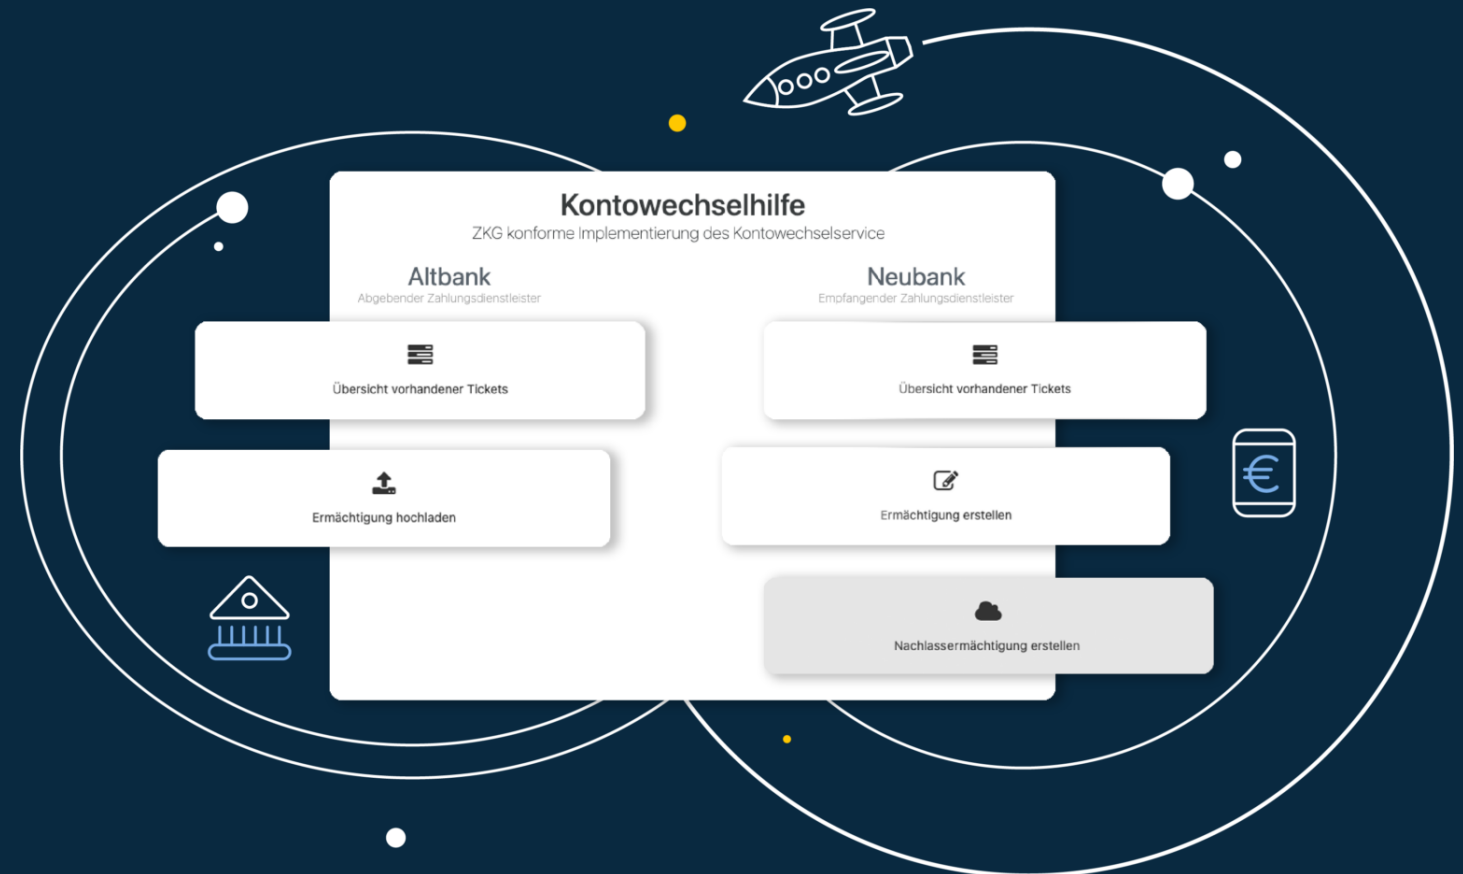 Kontowechselhilfe
ZKG konforme Implementierung des Kontowechselservice
Altbank
Abgebender Zahlungsdienstleister
Übersicht vorhandener Tickets
Ermächtigung hochladen
Neubank
Empfangender Zahlungsdienstleister
Übersicht vorhandener Tickets
Ermächtigung erstellen
Nachlassermächtigung erstellen
€